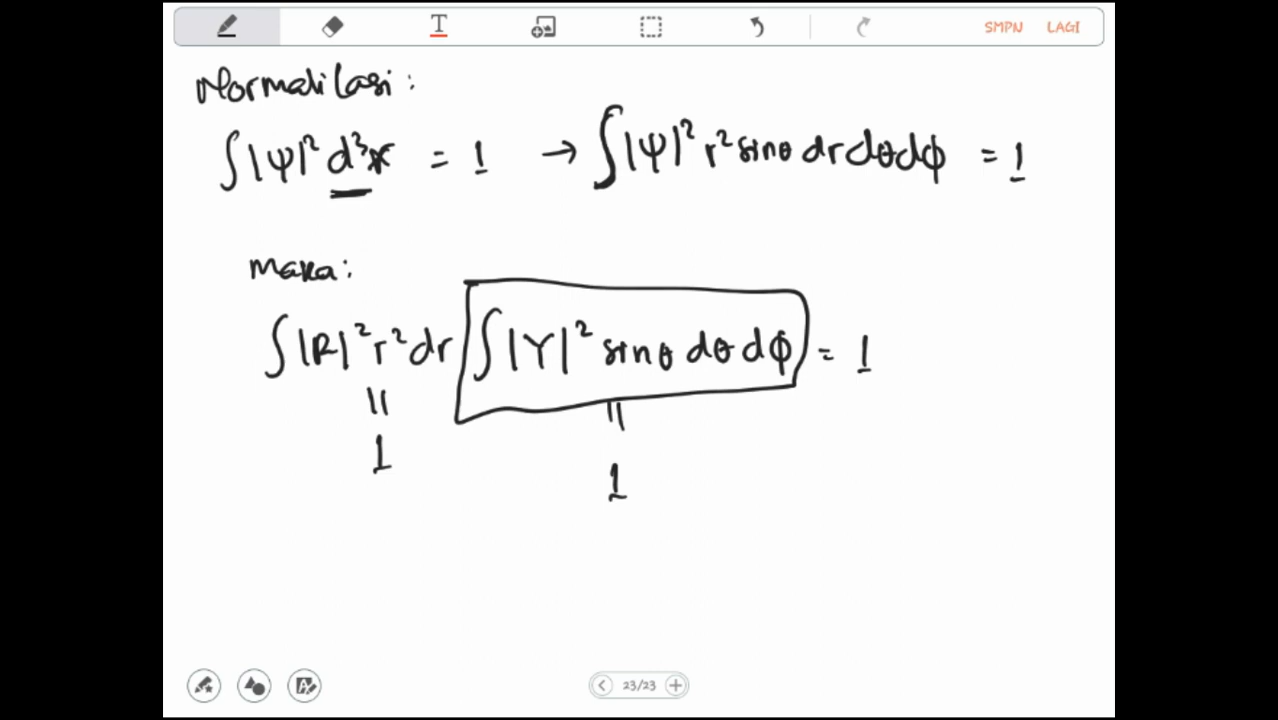 SMPN LAGI
Normalisasi:
∫|Ψ|² d³x = 1 → ∫|Ψ|² r² sinθ dr dθ dϕ = 1
Maka:
∫|R|² r² dr ∫|Y|² sinθ dθ dϕ = 1
= =
1 1
23/23